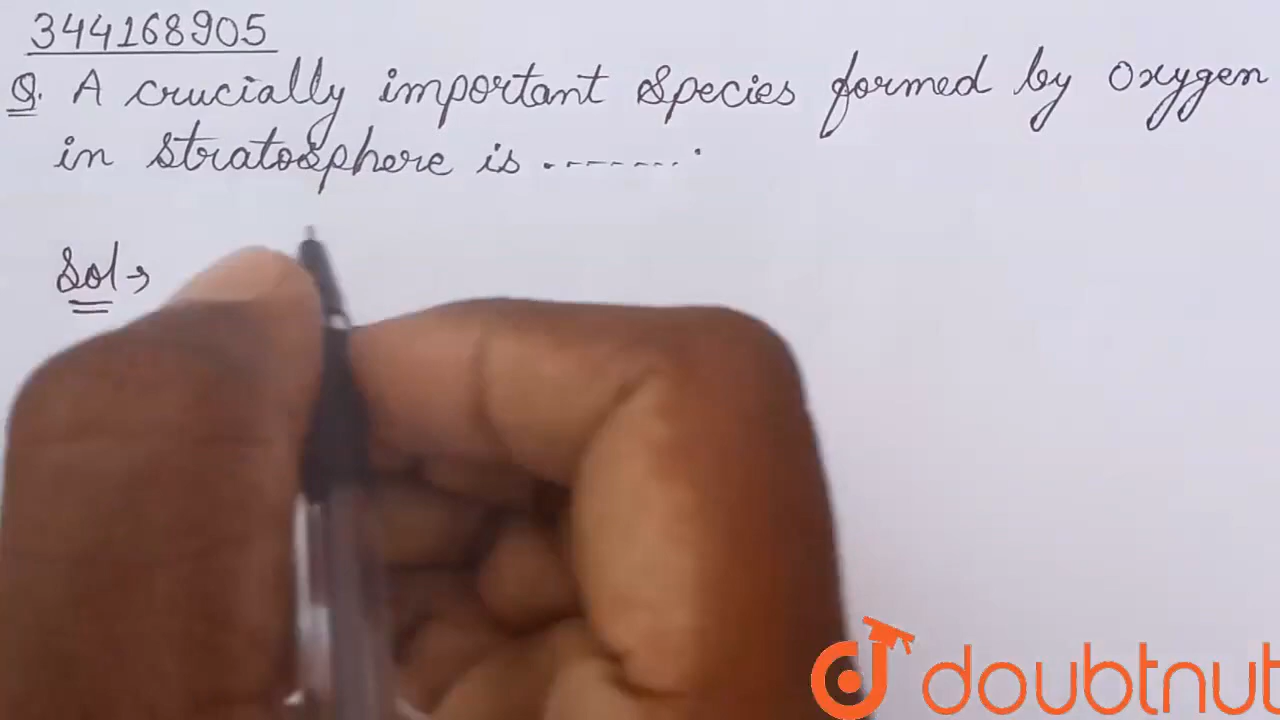 344168905
Q. A crucially important species formed by Oxygen
in stratosphere is .......
Sol →
doubtnut